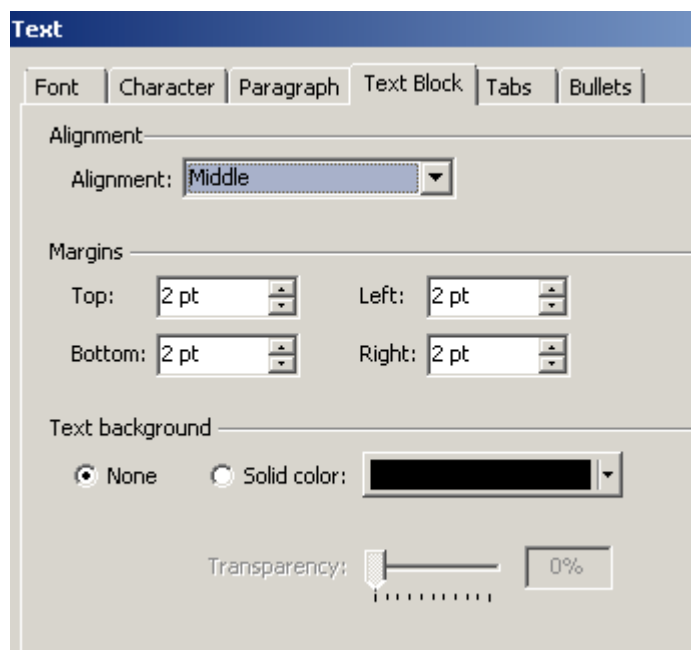 Text
Font Character Paragraph Text Block Tabs Bullets
Alignment
Alignment: Middle
Margins
Top: 2 pt Left: 2 pt
Bottom: 2 pt Right: 2 pt
Text background
None Solid color:
Transparency: 0%